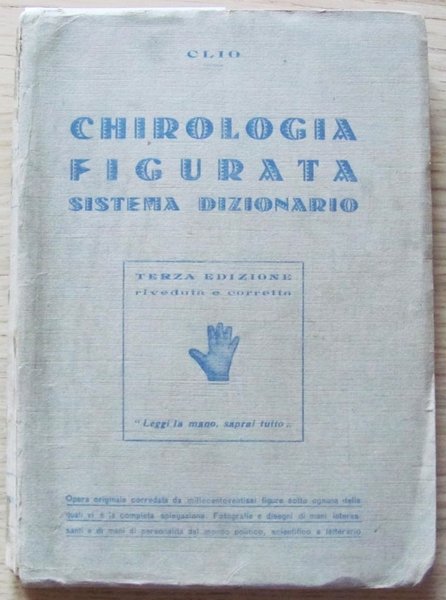 CLIO
CHIROLOGIA
FIGURATA
SISTEMA DIZIONARIO
TERZA EDIZIONE
riveduta e corretta
"Leggi la mano, saprai tutto„
Opera originale corredata da millecentoventisei figure sotto ognuna delle
quali vi è la completa spiegazione. Fotografie e disegni di mani interes-
santi e di mani di personalità del mondo politico, scientifico e letterario